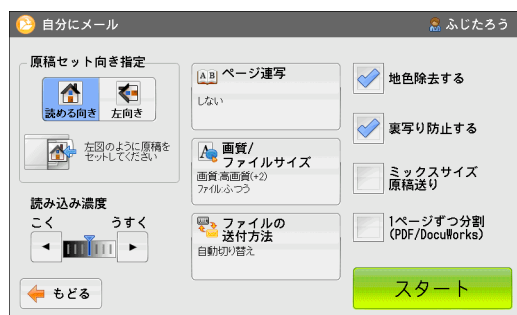 自分にメール
ふじたろう
原稿セット向き指定
読める向き
左向き
左図のように原稿を
セットしてください
読み込み濃度
こく
うすく
もどる
A B ページ連写
しない
画質/
ファイルサイズ
画質:高画質(+2)
ファイル:ふつう
ファイルの
送付方法
自動切り替え
地色除去する
裏写り防止する
ミックスサイズ
原稿送り
1ページずつ分割
(PDF/DocuWorks)
スタート